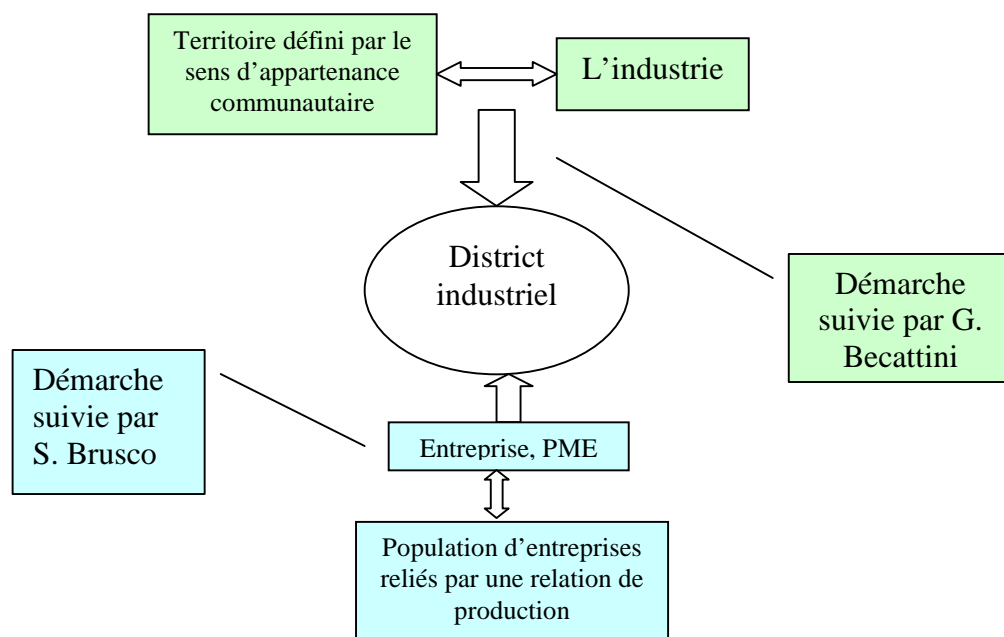 Territoire défini par le
sens d'appartenance
communautaire
L'industrie
District
industriel
Démarche
suivie par G.
Becattini
Démarche
suivie par
S. Brusco
Entreprise, PME
Population d'entreprises
reliés par une relation de
production